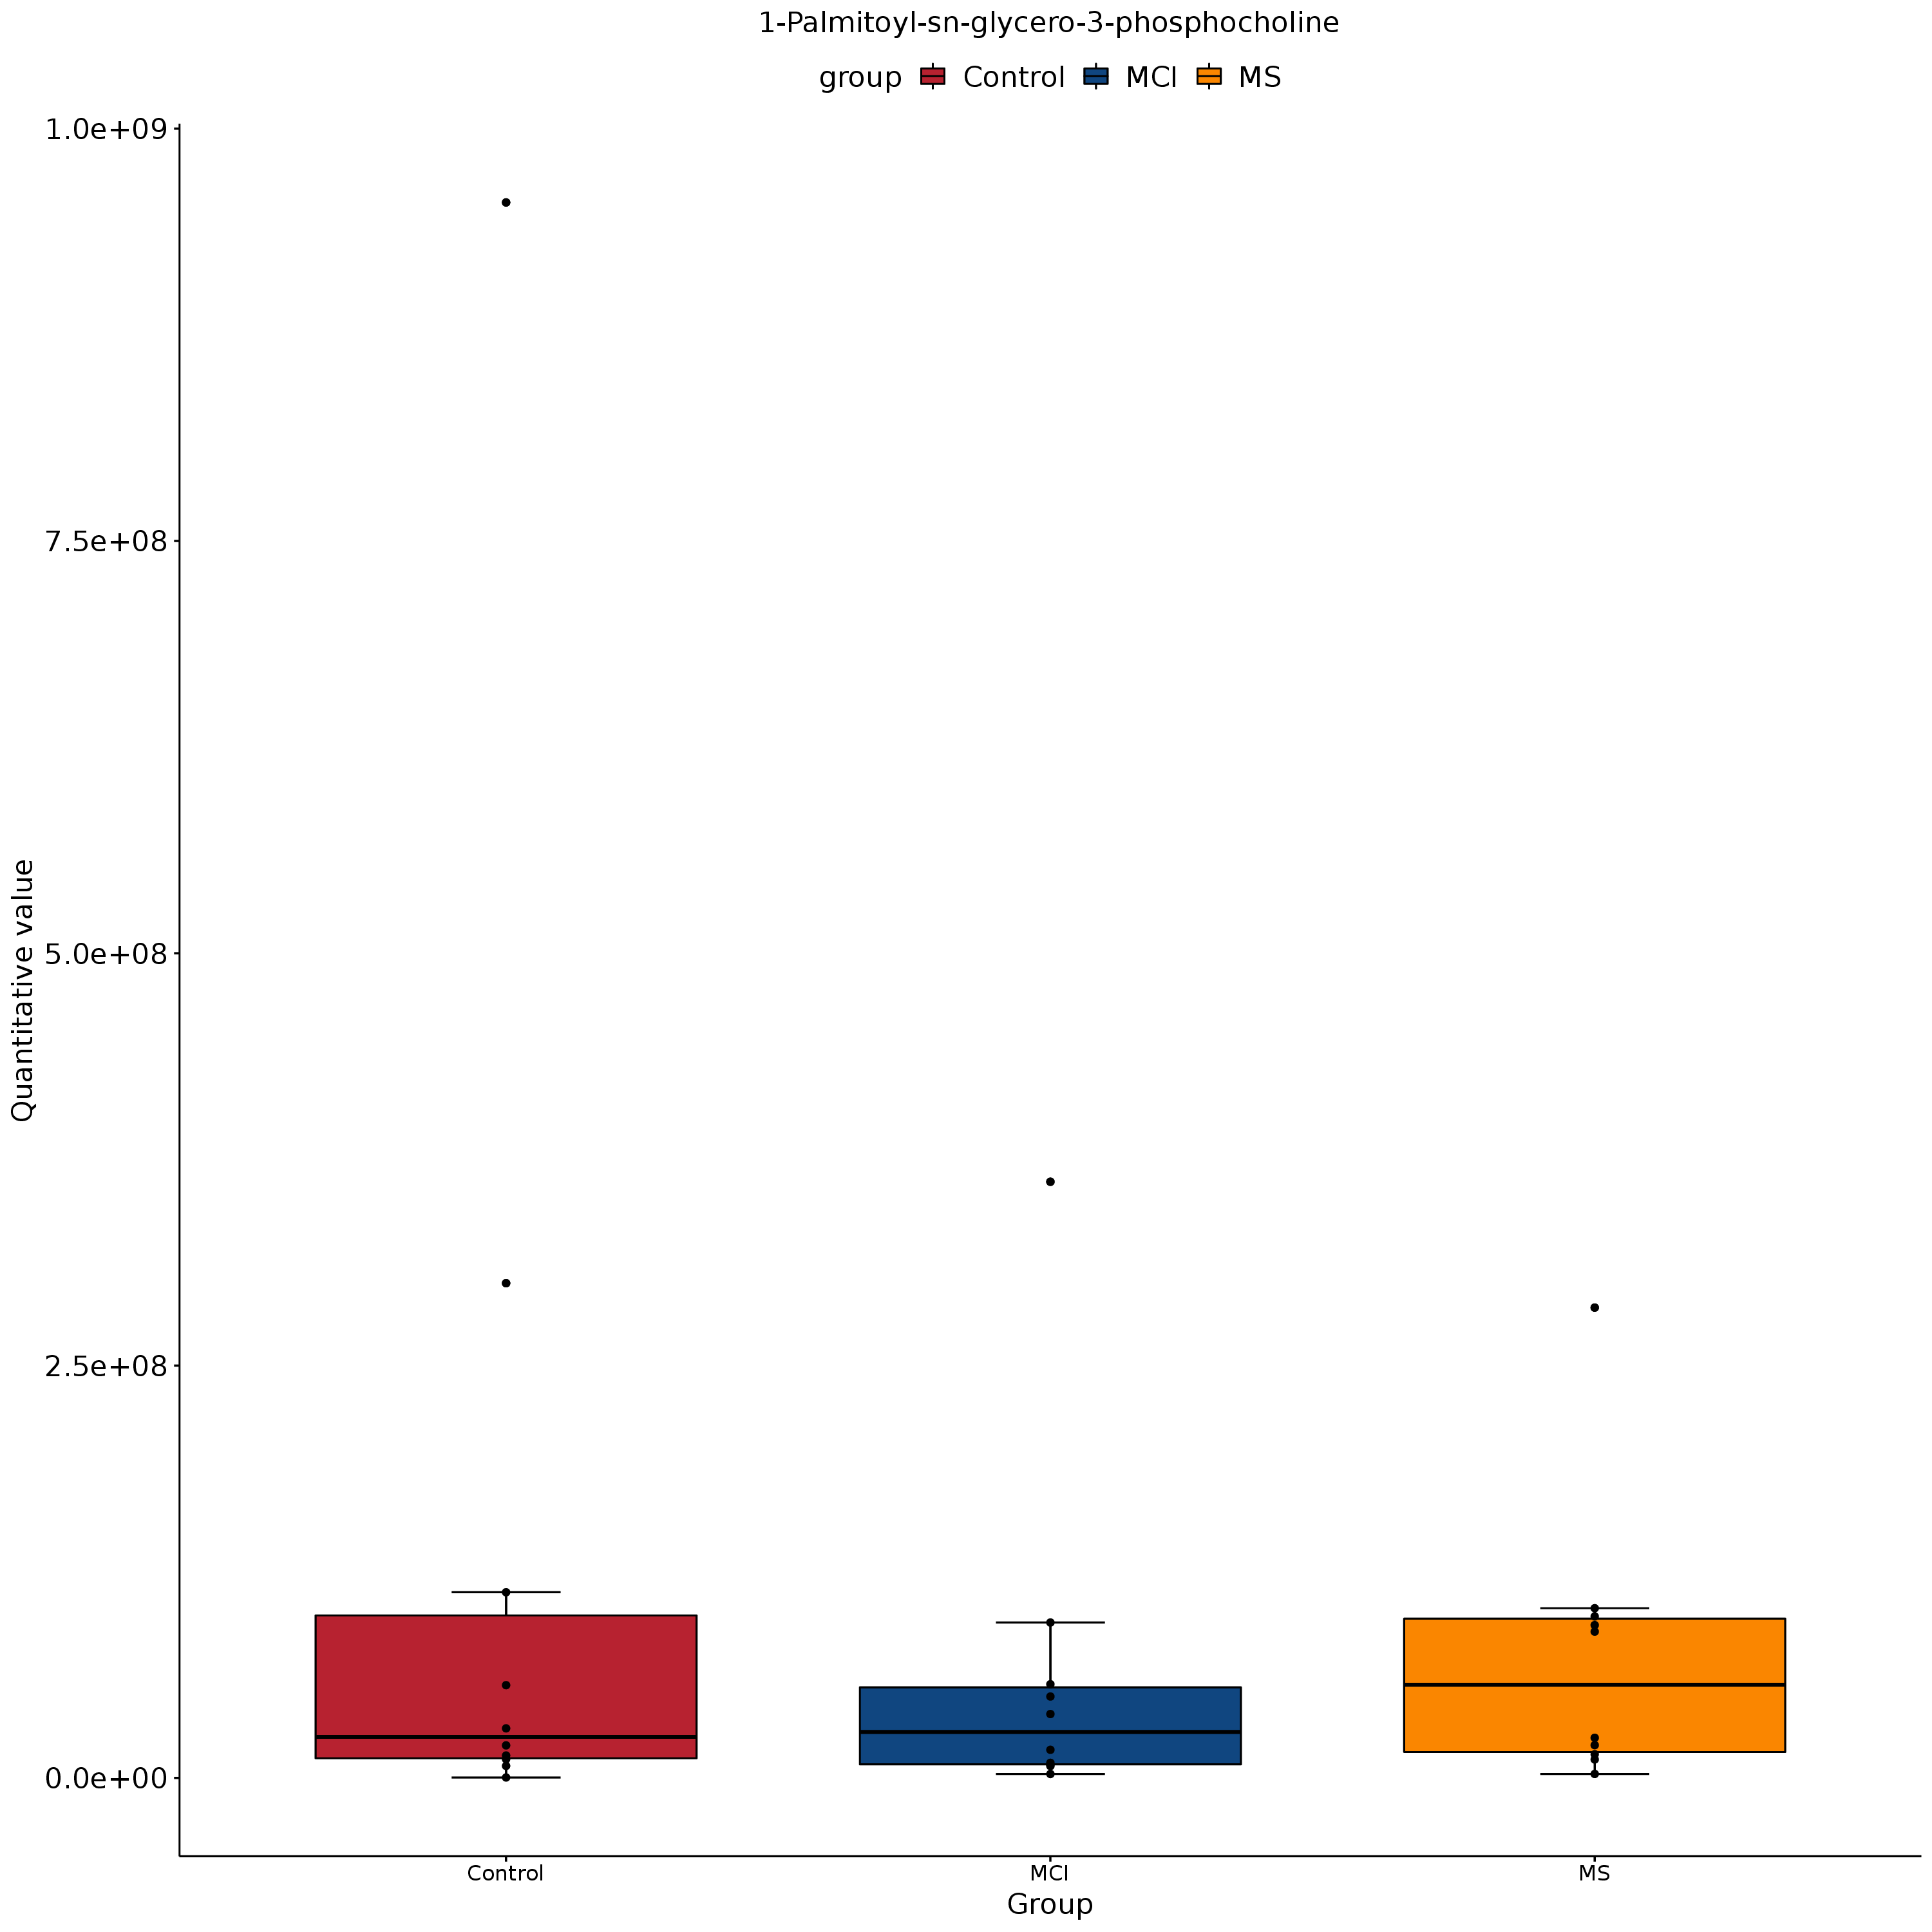 1-Palmitoyl-sn-glycero-3-phosphocholine
group Control MCI MS
1.0e+09
7.5e+08
5.0e+08
2.5e+08
0.0e+00
Quantitative value
Control MCI MS
Group